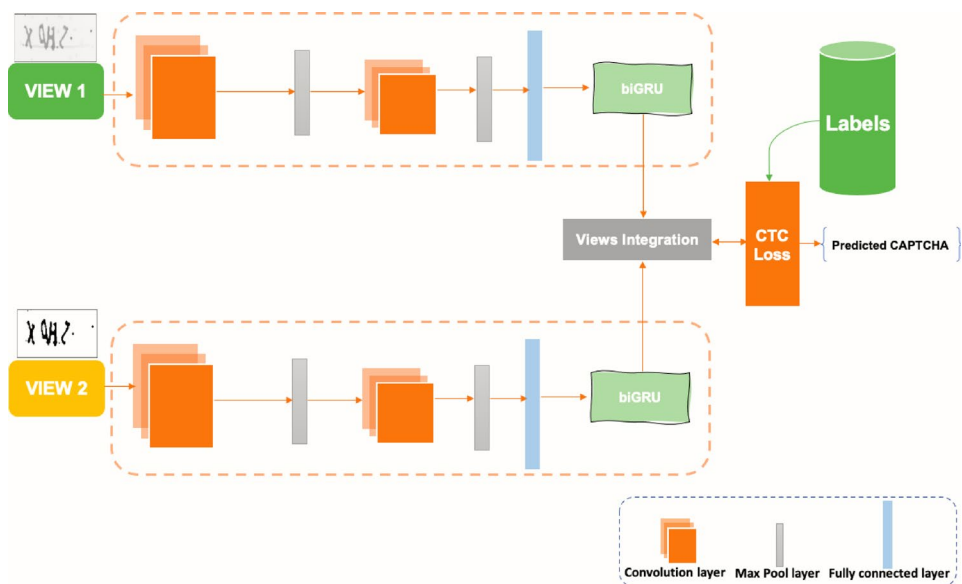 VIEW 1
biGRU
Labels
Views Integration
CTC
Loss
Predicted CAPTCHA
VIEW 2
biGRU
Convolution layer
Max Pool layer
Fully connected layer